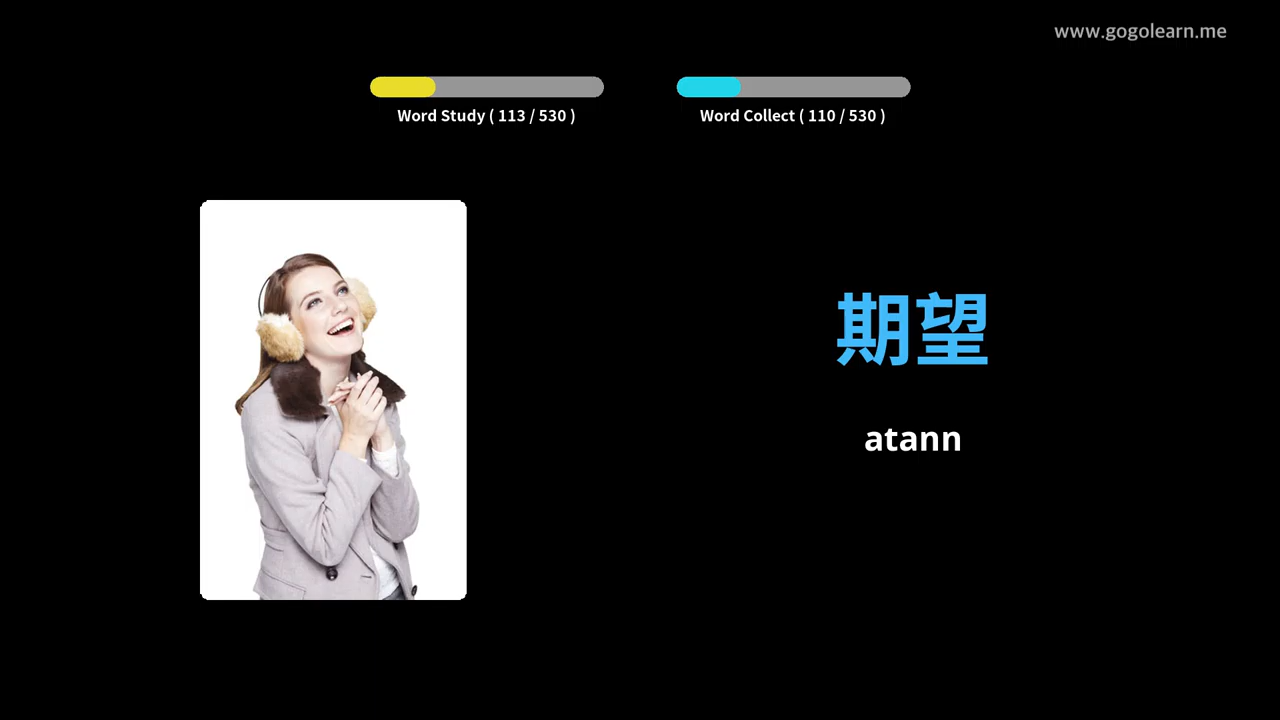 www.gogolearn.me
Word Study ( 113 / 530 )
Word Collect ( 110 / 530 )
期望
atann